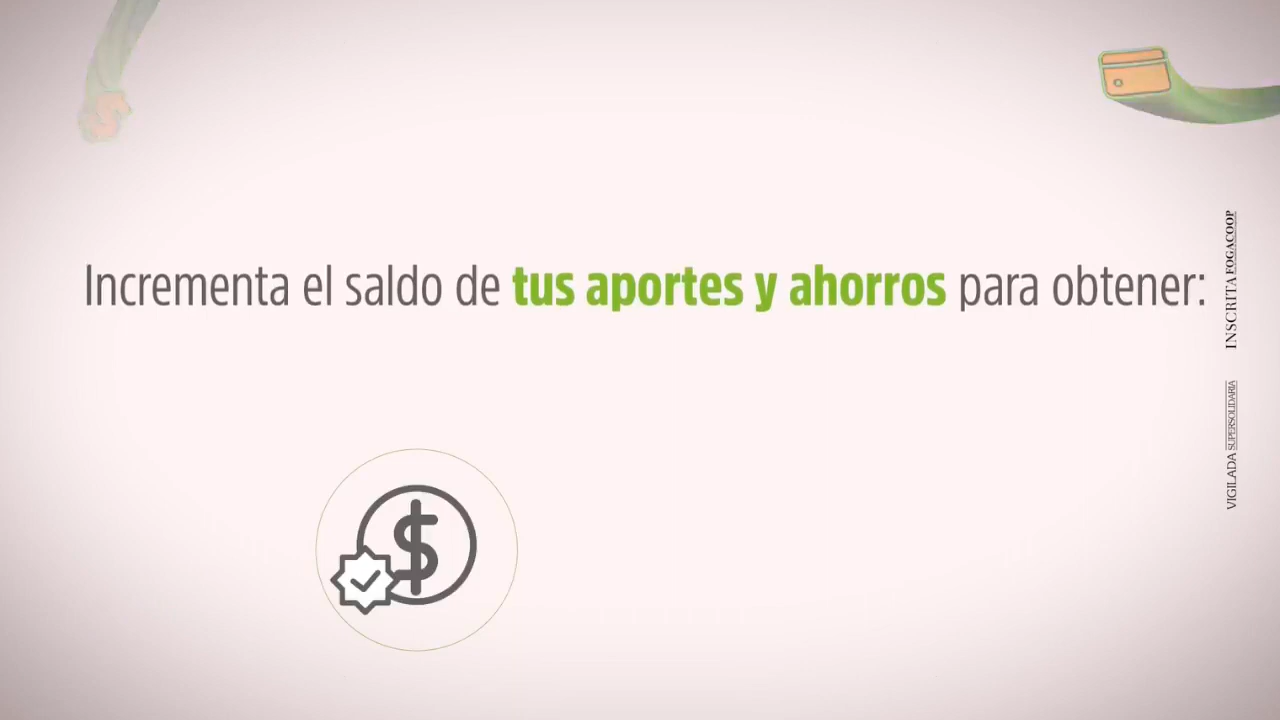 Incrementa el saldo de tus aportes y ahorros para obtener:
INSCRITA FOGACOOP
VIGILADA SUPERSOLIDARIA